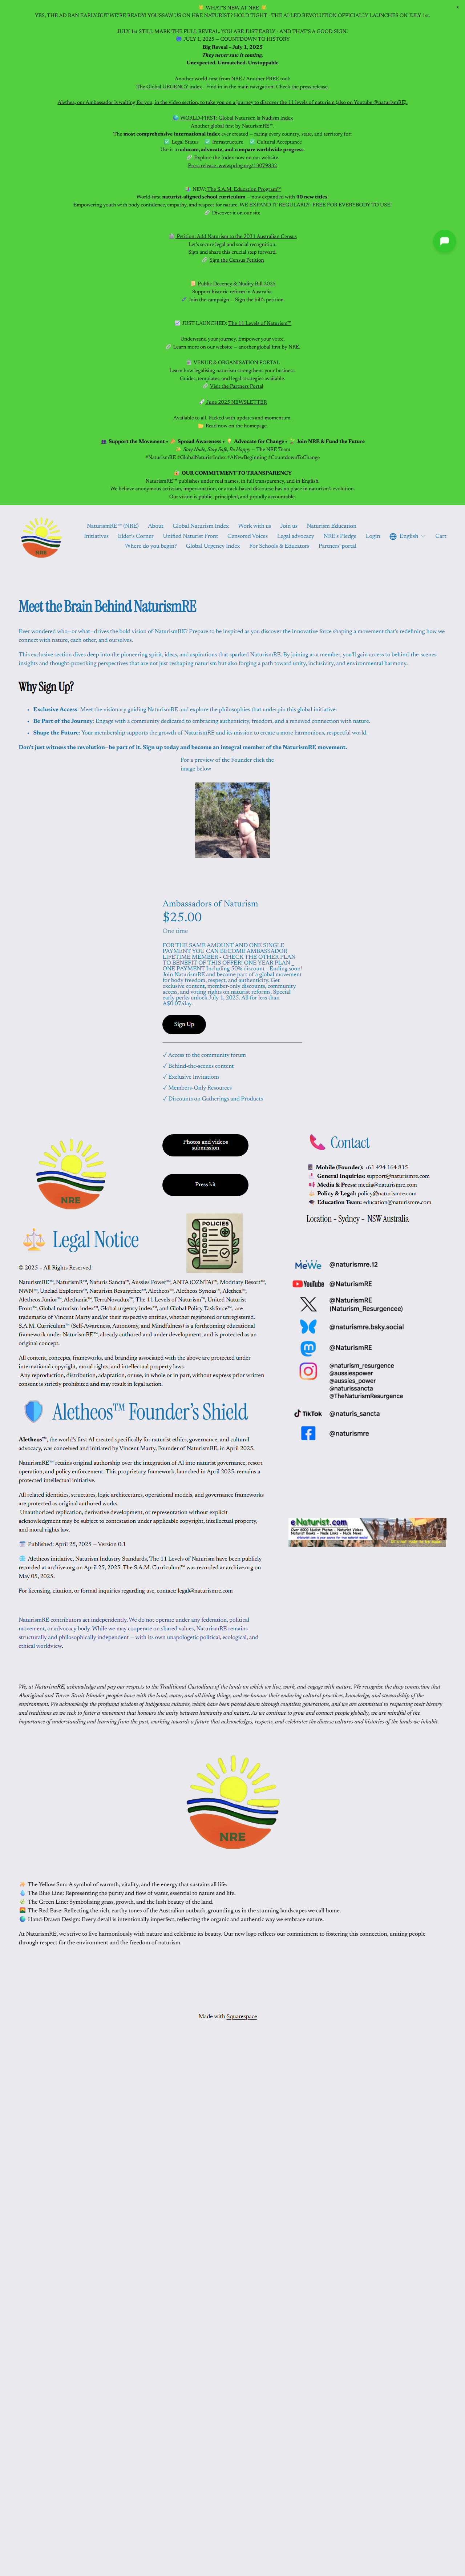 WHAT'S NEW AT NRE
YES, THE AD RAN EARLY. BUT WE'RE READY! YOU SSAW US ON H&E NATURIST? HOLD TIGHT - THE AI-LED REVOLUTION OFFICIALLY LAUNCHES ON JULY 1st.
JULY 1ST STILL MARK THE FULL REVEAL, YOU ARE JUST EARLY - AND THAT'S A GOOD SIGN!
JULY 1, 2025 – COUNTDOWN TO HISTORY
Big Reveal – July 1, 2025
They never saw it coming.
Unexpected. Unmatched. Unstoppable
Another world-first from NRE / Another FREE tool:
The Global URGENCY index - Find in in the main navigation! Check the press release.
Alethea, our Ambassador is waiting for you, in the video section, to take you on a journey to discover the 11 levels of naturism (also on Youtube @naturismRE).
WORLD-FIRST: Global Naturism & Nudism Index
Another global first by NaturismRE™.
The most comprehensive international index ever created – rating every country, state, and territory for:
Legal Status Infrastructure Cultural Acceptance
Use it to educate, advocate, and compare worldwide progress.
Explore the Index now on our website.
Press release :www.prlog.org/13079832
NEW: The S.A.M. Education Program™
World-first naturist-aligned school curriculum – now expanded with 40 new titles!
Empowering youth with body confidence, empathy, and respect for nature. WE EXPAND IT REGULARLY- FREE FOR EVERYBODY TO USE!
Discover it on our site.
Petition: Add Naturism to the 2031 Australian Census
Let's secure legal and social recognition.
Sign and share this crucial step forward.
Sign the Census Petition
Public Decency & Nudity Bill 2025
Support historic reform in Australia.
Join the campaign – Sign the bill's petition.
JUST LAUNCHED: The 11 Levels of Naturism™
Understand your journey. Empower your voice.
Learn more on our website – another global first by NRE.
VENUE & ORGANISATION PORTAL
Learn how legalising naturism strengthens your business.
Guides, templates, and legal strategies available.
Visit the Partners Portal
June 2025 NEWSLETTER
Available to all. Packed with updates and momentum.
Read now on the homepage.
Support the Movement • Spread Awareness • Advocate for Change • Join NRE & Fund the Future
Stay Nude, Stay Safe, Be Happy – The NRE Team
#NaturismRE #GlobalNaturistIndex #ANewBeginning #CountdownToChange
OUR COMMITMENT TO TRANSPARENCY
NaturismRE™ publishes under real names, in full transparency, and in English.
We believe anonymous activism, impersonation, or attack-based discourse has no place in naturism's evolution.
Our vision is public, principled, and proudly accountable.
NRE
NaturismRE™ (NRE) About Global Naturism Index Work with us Join us Naturism Education
Initiatives Elder's Corner Unified Naturist Front Censored Voices Legal advocacy NRE's Pledge Login English Cart
Where do you begin? Global Urgency Index For Schools & Educators Partners' portal
Meet the Brain Behind NaturismRE
Ever wondered who—or what—drives the bold vision of NaturismRE? Prepare to be inspired as you discover the innovative force shaping a movement that's redefining how we connect with nature, each other, and ourselves.
This exclusive section dives deep into the pioneering spirit, ideas, and aspirations that sparked NaturismRE. By joining as a member, you'll gain access to behind-the-scenes insights and thought-provoking perspectives that are not just reshaping naturism but also forging a path toward unity, inclusivity, and environmental harmony.
Why Sign Up?
Exclusive Access: Meet the visionary guiding NaturismRE and explore the philosophies that underpin this global initiative.
Be Part of the Journey: Engage with a community dedicated to embracing authenticity, freedom, and a renewed connection with nature.
Shape the Future: Your membership supports the growth of NaturismRE and its mission to create a more harmonious, respectful world.
Don't just witness the revolution—be part of it. Sign up today and become an integral member of the NaturismRE movement.
For a preview of the Founder click the
image below
Ambassadors of Naturism
$25.00
One time
FOR THE SAME AMOUNT AND ONE SINGLE
PAYMENT YOU CAN BECOME AMBASSADOR
LIFETIME MEMBER - CHECK THE OTHER PLAN
TO BENEFIT OF THIS OFFER! ONE YEAR PLAN _
ONE PAYMENT Including 50% discount - Ending soon!
Join NaturismRE and become part of a global movement
for body freedom, respect, and authenticity. Get
exclusive content, member-only discounts, community
access, and voting rights on naturist reforms. Special
early perks unlock July 1, 2025. All for less than
A$0.07/day.
Sign Up
✓ Access to the community forum
✓ Behind-the-scenes content
✓ Exclusive Invitations
✓ Members-Only Resources
✓ Discounts on Gatherings and Products
NRE
Photos and videos
submission
Press kit
POLICIES
Contact
Mobile (Founder): +61 494 164 815
General Inquiries: support@naturismre.com
Media & Press: media@naturismre.com
Policy & Legal: policy@naturismre.com
Education Team: education@naturismre.com
Location - Sydney - NSW Australia
Legal Notice
© 2025 – All Rights Reserved
NaturismRE™, NaturismR™, Naturis Sancta™, Aussies Power™, ANTA (OZNTA)™, Modristy Resort™,
NWN™, Unclad Explorers™, Naturism Resurgence™, Aletheos™, Aletheos Synous™, Alethea™,
Aletheos Junior™, Alethania™, TerraNovadus™, The 11 Levels of Naturism™, United Naturist
Front™, Global naturism index™, Global urgency index™, and Global Policy Taskforce™, are
trademarks of Vincent Marty and/or their respective entities, whether registered or unregistered.
S.A.M. Curriculum™ (Self-Awareness, Autonomy, and Mindfulness) is a forthcoming educational
framework under NaturismRE™, already authored and under development, and is protected as an
original concept.
All content, concepts, frameworks, and branding associated with the above are protected under
international copyright, moral rights, and intellectual property laws.
Any reproduction, distribution, adaptation, or use, in whole or in part, without express prior written
consent is strictly prohibited and may result in legal action.
Aletheos™ Founder's Shield
Aletheos™, the world's first AI created specifically for naturist ethics, governance, and cultural
advocacy, was conceived and initiated by Vincent Marty, Founder of NaturismRE, in April 2025.
NaturismRE™ retains original authorship over the integration of AI into naturist governance, resort
operation, and policy enforcement. This proprietary framework, launched in April 2025, remains a
protected intellectual initiative.
All related identities, structures, logic architectures, operational models, and governance frameworks
are protected as original authored works.
Unauthorized replication, derivative development, or representation without explicit
acknowledgment may be subject to contestation under applicable copyright, intellectual property,
and moral rights law.
Published: April 25, 2025 -- Version 0.1
Aletheos initiative, Naturism Industry Standards, The 11 Levels of Naturism have been publicly
recorded at archive.org on April 25, 2025. The S.A.M. Curriculum™ was recorded at archive.org on
May 05, 2025.
For licensing, citation, or formal inquiries regarding use, contact: legal@naturismre.com
NaturismRE contributors act independently. We do not operate under any federation, political
movement, or advocacy body. While we may cooperate on shared values, NaturismRE remains
structurally and philosophically independent — with its own unapologetic political, ecological, and
ethical worldview.
MeWe @naturismre.12
YouTube @NaturismRE
@NaturismRE
(Naturism_Resurgence)
@naturismre.bsky.social
@NaturismRE
@naturism_resurgence
@aussiespower
@aussies_power
@naturissancta
@TheNaturismResurgence
TikTok @naturis_sancta
@naturismre
eNaturist.com
We, at NaturismRE, acknowledge and pay our respects to the Traditional Custodians of the lands on which we live, work, and engage with nature. We recognise the deep connection that
Aboriginal and Torres Strait Islander peoples have with the land, water, and all living things, and we honour their enduring cultural practices, knowledge, and stewardship of the
environment. We also acknowledge the profound wisdom of Indigenous cultures, which have been passed down through countless generations, and we are committed to respecting their history
and traditions as we seek to foster a movement that honours the unity between humanity and nature. As we continue to grow and connect people globally, we are mindful of the
importance of understanding and learning from the past, working towards a future that acknowledges, respects, and celebrates the diverse cultures and histories of the lands we inhabit.
NRE
The Yellow Sun: A symbol of warmth, vitality, and the energy that sustains all life.
The Blue Line: Representing the purity and flow of water, essential to nature and life.
The Green Line: Symbolising grass, growth, and the lush beauty of the land.
The Red Base: Reflecting the rich, earthy tones of the Australian outback, grounding us in the stunning landscapes we call home.
Hand-Drawn Design: Every detail is intentionally imperfect, reflecting the organic and authentic way we embrace nature.
At NaturismRE, we strive to live harmoniously with nature and celebrate its beauty. Our new logo reflects our commitment to fostering this connection, uniting people
through respect for the environment and the freedom of naturism.
Made with Squarespace